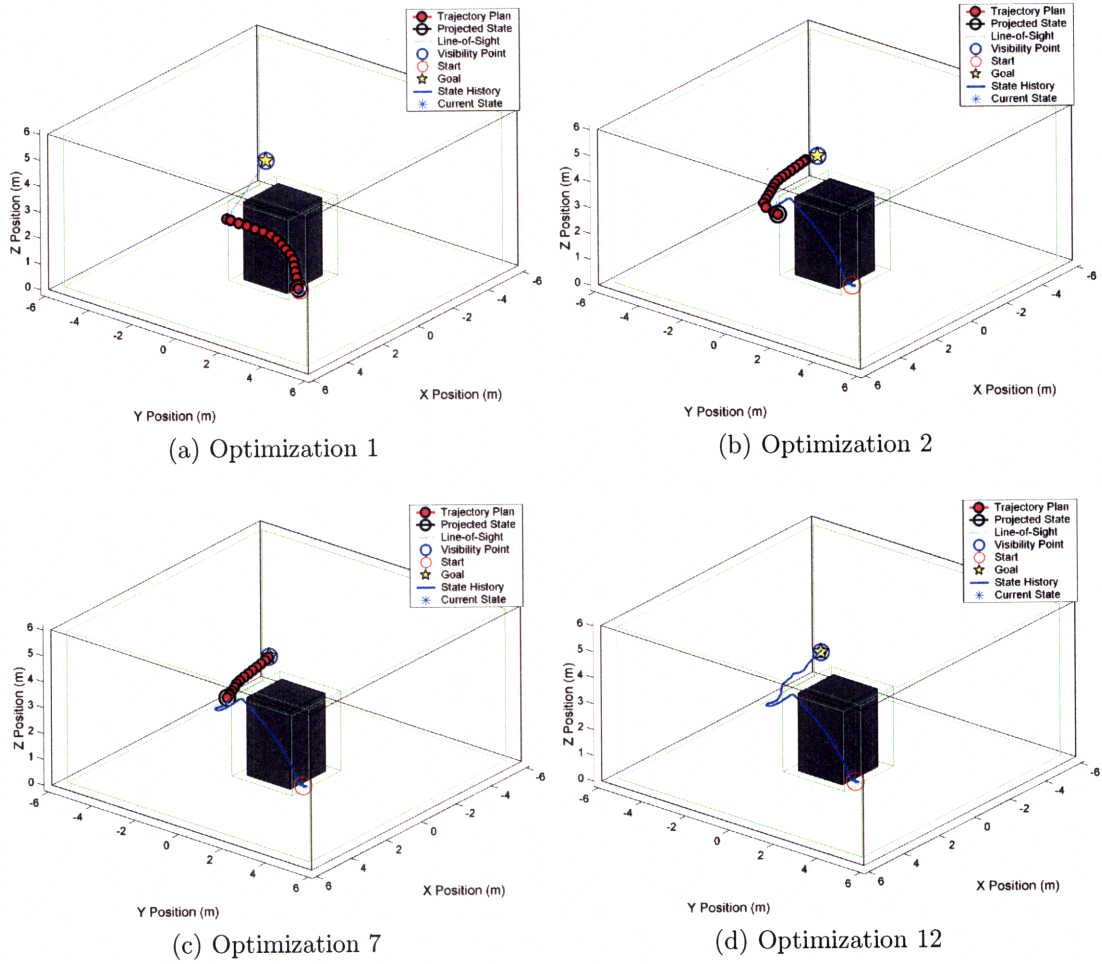 Trajectory Plan
Projected State
Line-of-Sight
Visibility Point
Start
Goal
State History
Current State
Z Position (m)
6
5
4
3
2
1
0
-6
-4
-2
0
2
4
6
6
4
2
0
-2
-4
-6
Y Position (m)
X Position (m)
(a) Optimization 1
Trajectory Plan
Projected State
Line-of-Sight
Visibility Point
Start
Goal
State History
Current State
Z Position (m)
6
5
4
3
2
1
0
-6
-4
-2
0
2
4
6
6
4
2
0
-2
-4
-6
Y Position (m)
X Position (m)
(b) Optimization 2
Trajectory Plan
Projected State
Line-of-Sight
Visibility Point
Start
Goal
State History
Current State
Z Position (m)
6
5
4
3
2
1
0
-6
-4
-2
0
2
4
6
6
4
2
0
-2
-4
-6
Y Position (m)
X Position (m)
(c) Optimization 7
Trajectory Plan
Projected State
Line-of-Sight
Visibility Point
Start
Goal
State History
Current State
Z Position (m)
6
5
4
3
2
1
0
-6
-4
-2
0
2
4
6
6
4
2
0
-2
-4
-6
Y Position (m)
X Position (m)
(d) Optimization 12